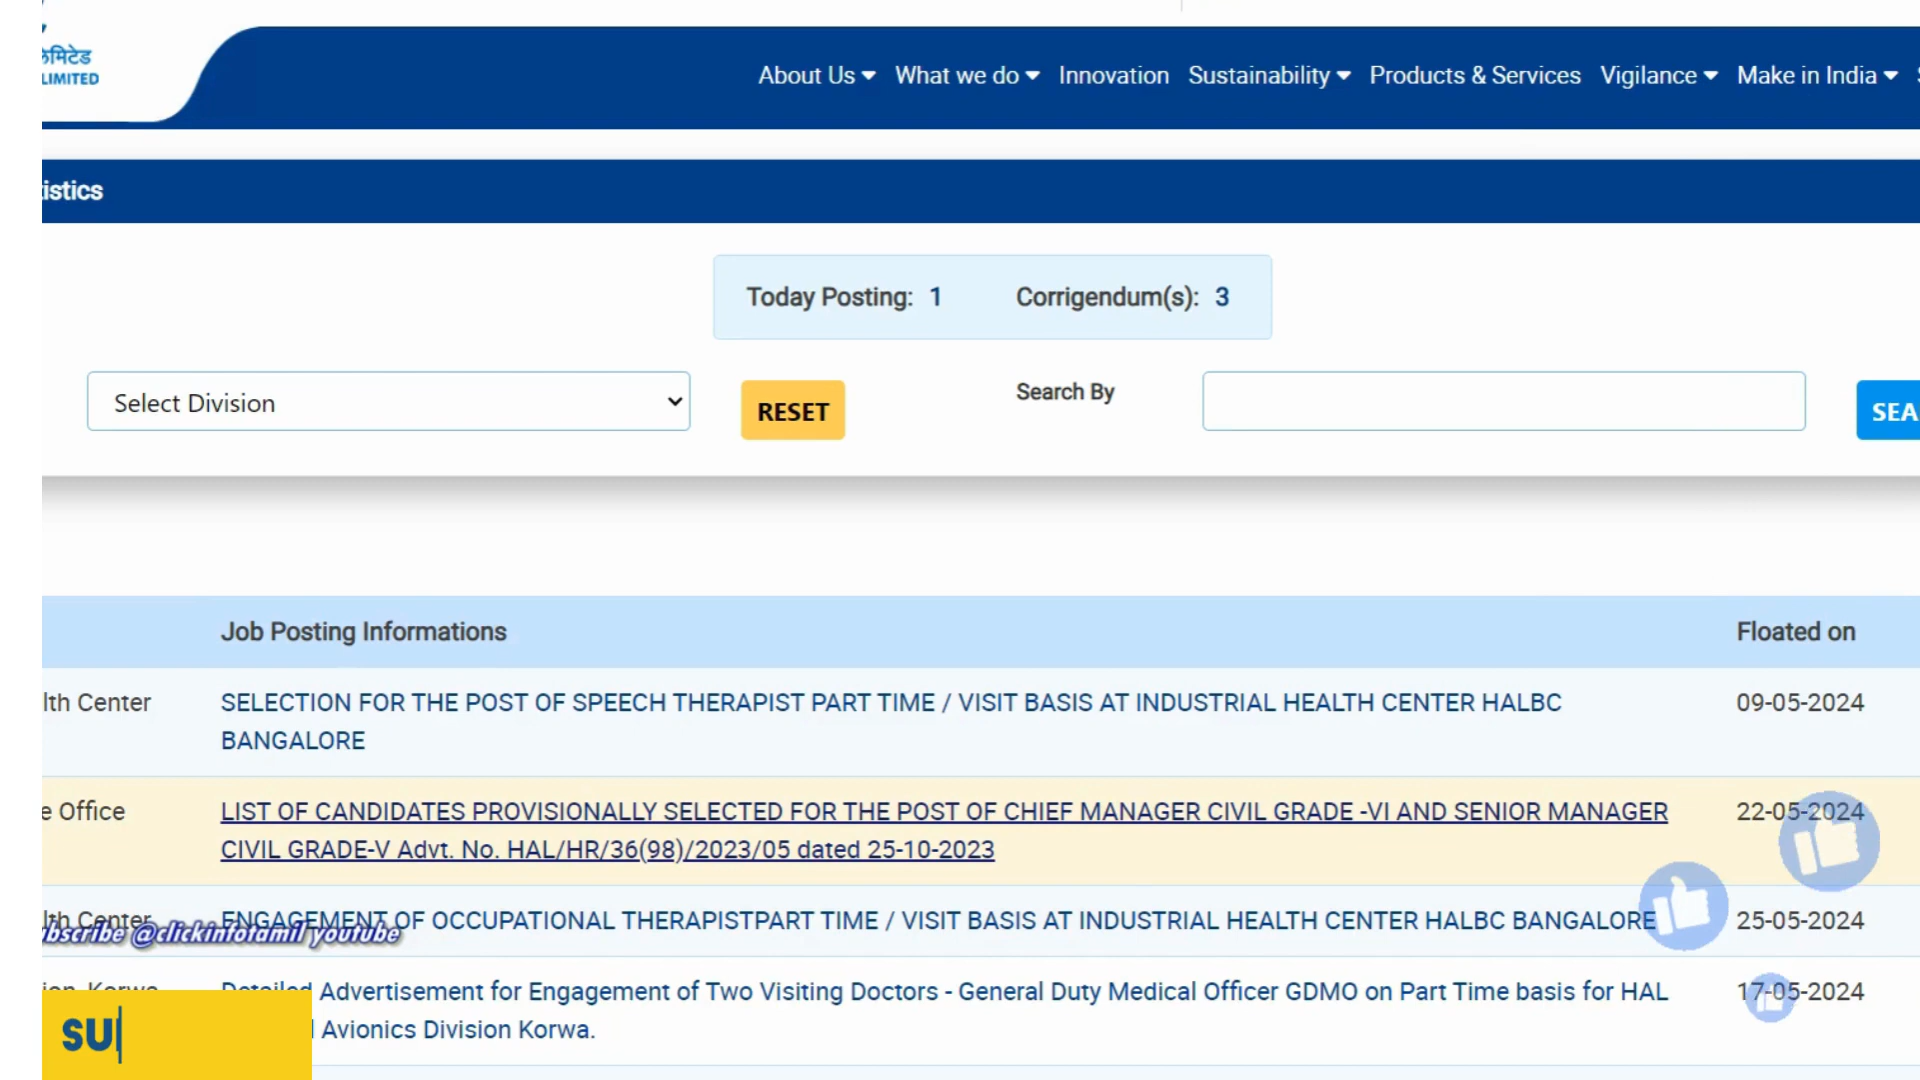 लिमिटेड
LIMITED
About Us What we do Innovation Sustainability Products & Services Vigilance Make in India
istics
Today Posting: 1 Corrigendum(s): 3
Select Division RESET Search By SEA
Job Posting Informations Floated on
lth Center SELECTION FOR THE POST OF SPEECH THERAPIST PART TIME / VISIT BASIS AT INDUSTRIAL HEALTH CENTER HALBC 09-05-2024
BANGALORE
e Office LIST OF CANDIDATES PROVISIONALLY SELECTED FOR THE POST OF CHIEF MANAGER CIVIL GRADE -VI AND SENIOR MANAGER 22-05-2024
CIVIL GRADE-V Advt. No. HAL/HR/36(98)/2023/05 dated 25-10-2023
lth Center ENGAGEMENT OF OCCUPATIONAL THERAPISTPART TIME / VISIT BASIS AT INDUSTRIAL HEALTH CENTER HALBC BANGALORE 25-05-2024
bscribe @clickinfotamil youtube
ion, Korwa Detailed Advertisement for Engagement of Two Visiting Doctors - General Duty Medical Officer GDMO on Part Time basis for HAL 17-05-2024
Avionics Division Korwa.
SU